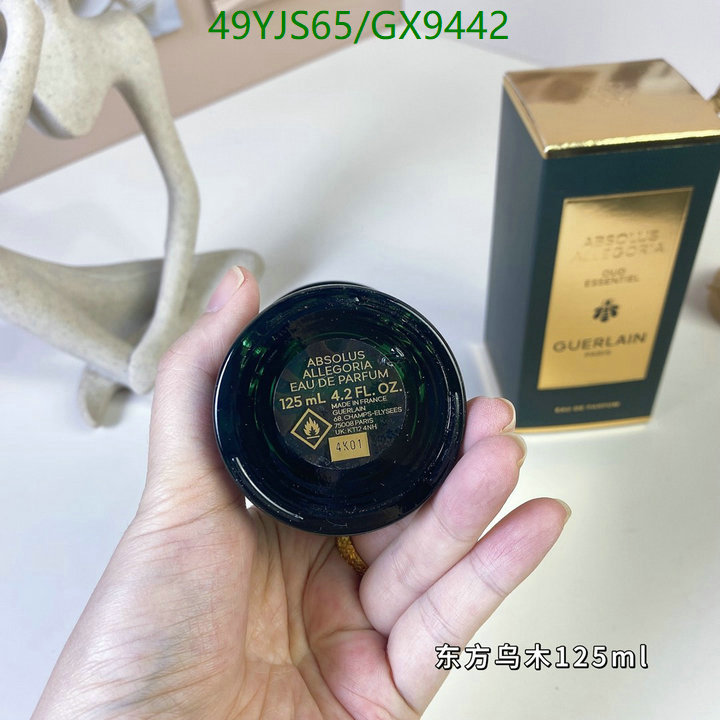 49YJS65/GX9442
ABSOLUS
ALLEGORIA
OUD
ESSENTIEL
GUERLAIN
PARIS
EAU DE PARFUM
ABSOLUS
ALLEGORIA
EAU DE PARFUM
125 mL 4.2 FL. OZ.
MADE IN FRANCE
GUERLAIN
68, CHAMPS-ELYSEES
75008 PARIS
UK: KT12 4NH
4K01
东方乌木125ml